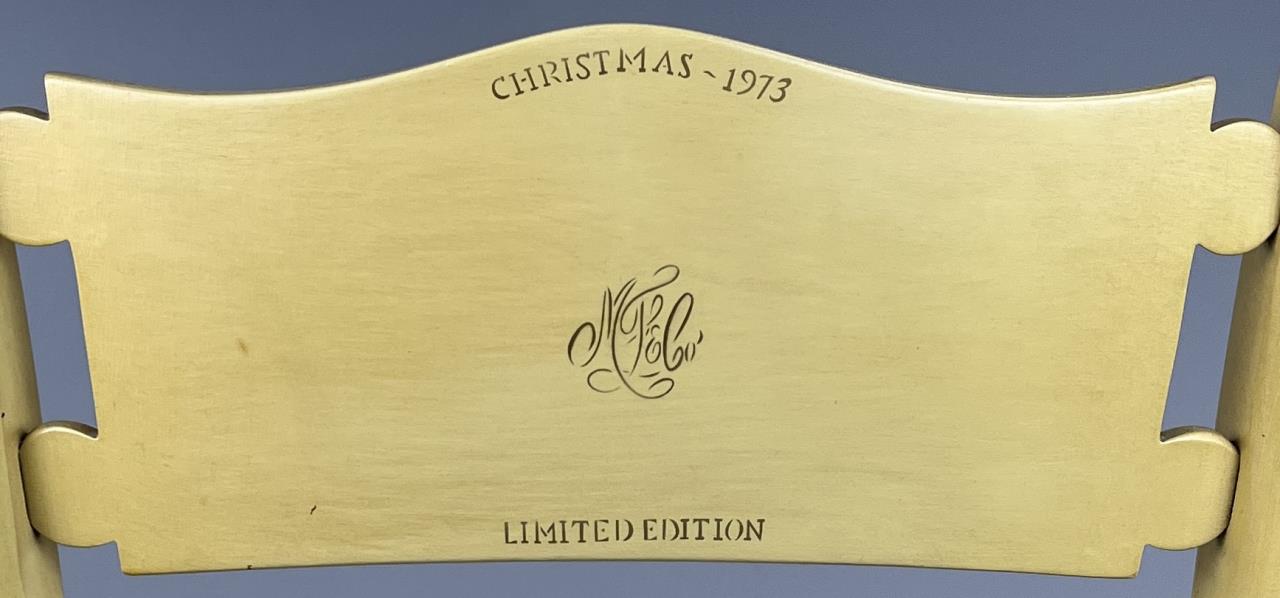 CHRISTMAS ~ 1973
LIMITED EDITION